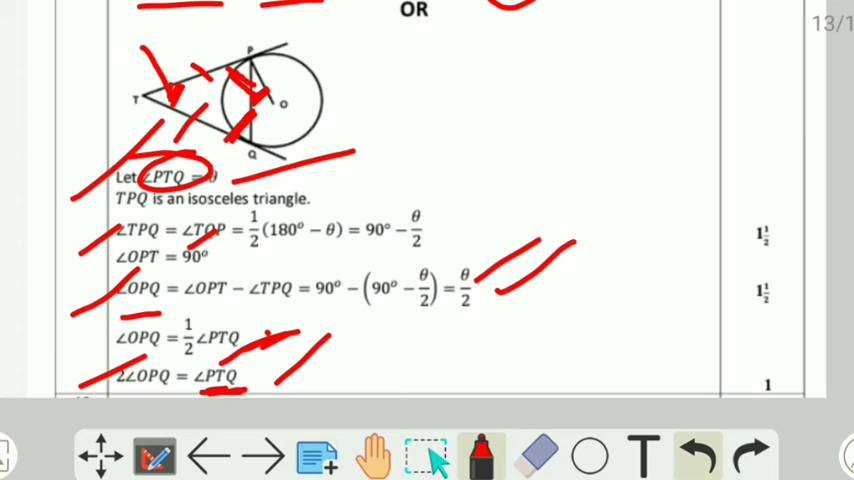 OR
13/1
P
T
O
Q
Let ∠PTQ = θ
TPQ is an isosceles triangle.
∠TPQ = ∠TQP = 1/2 (180° − θ) = 90° − θ/2
1 1/2
∠OPT = 90°
∠OPQ = ∠OPT − ∠TPQ = 90° − (90° − θ/2) = θ/2
1 1/2
∠OPQ = 1/2 ∠PTQ
2∠OPQ = ∠PTQ
1
T